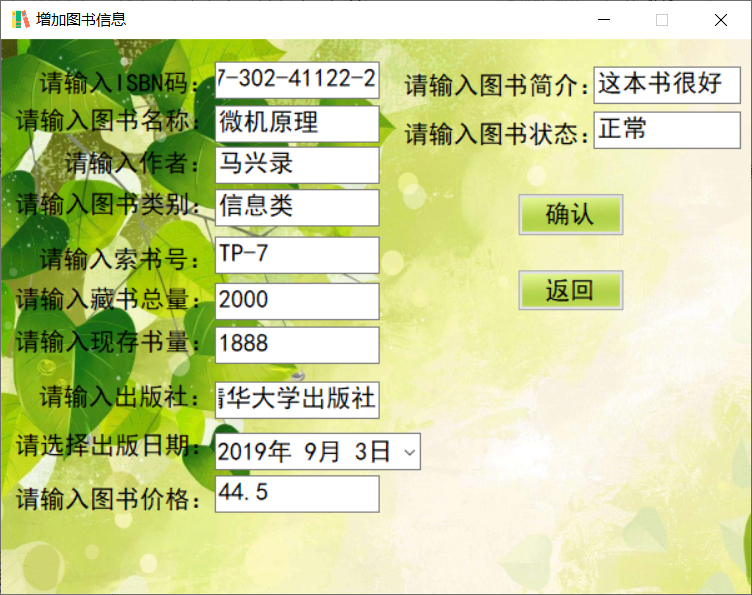 增加图书信息
请输入ISBN码： 7-302-41122-2
请输入图书名称： 微机原理
请输入作者： 马兴录
请输入图书类别： 信息类
请输入索书号： TP-7
请输入藏书总量： 2000
请输入现存书量： 1888
请输入出版社： 清华大学出版社
请选择出版日期： 2019年 9月 3日
请输入图书价格： 44.5
请输入图书简介： 这本书很好
请输入图书状态： 正常
确认
返回